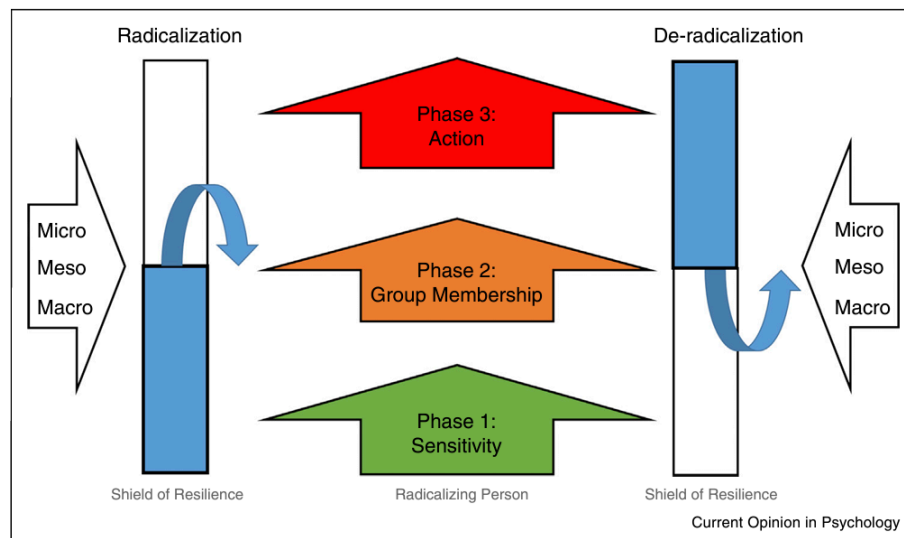 Radicalization
De-radicalization
Phase 3:
Action
Micro
Meso
Macro
Phase 2:
Group Membership
Micro
Meso
Macro
Phase 1:
Sensitivity
Shield of Resilience
Radicalizing Person
Shield of Resilience
Current Opinion in Psychology